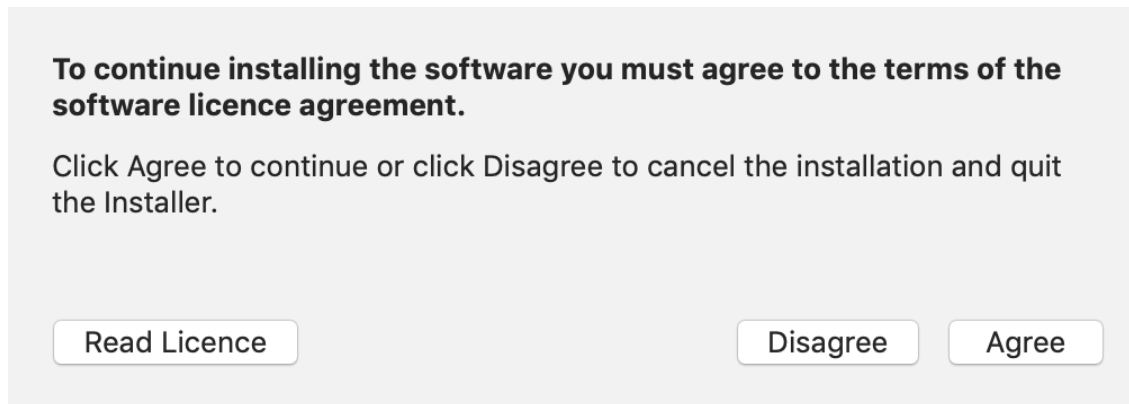 To continue installing the software you must agree to the terms of the
software licence agreement.
Click Agree to continue or click Disagree to cancel the installation and quit
the Installer.
Read Licence
Disagree
Agree